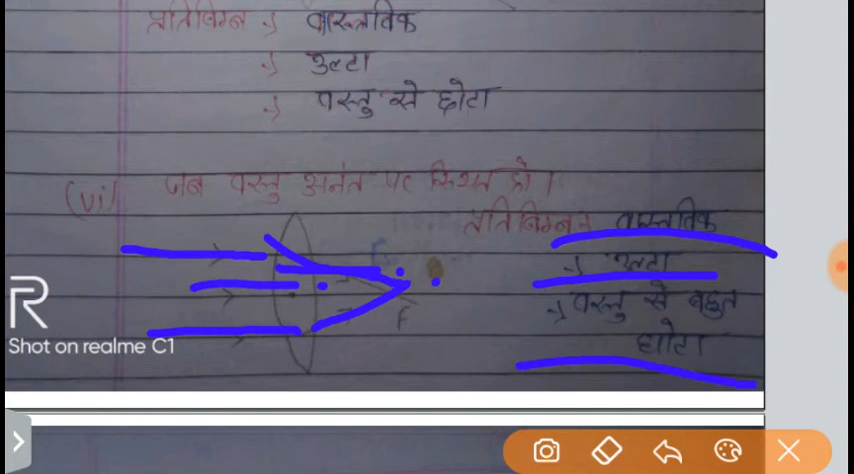 प्रतिबिम्ब → वास्तविक
→ उल्टा
→ वस्तु से छोटा
(vi) जब वस्तु अनंत पर स्थित हो।
प्रतिबिम्ब → वास्तविक
→ उल्टा
→ वस्तु से बहुत
छोटा
F
R
Shot on realme C1